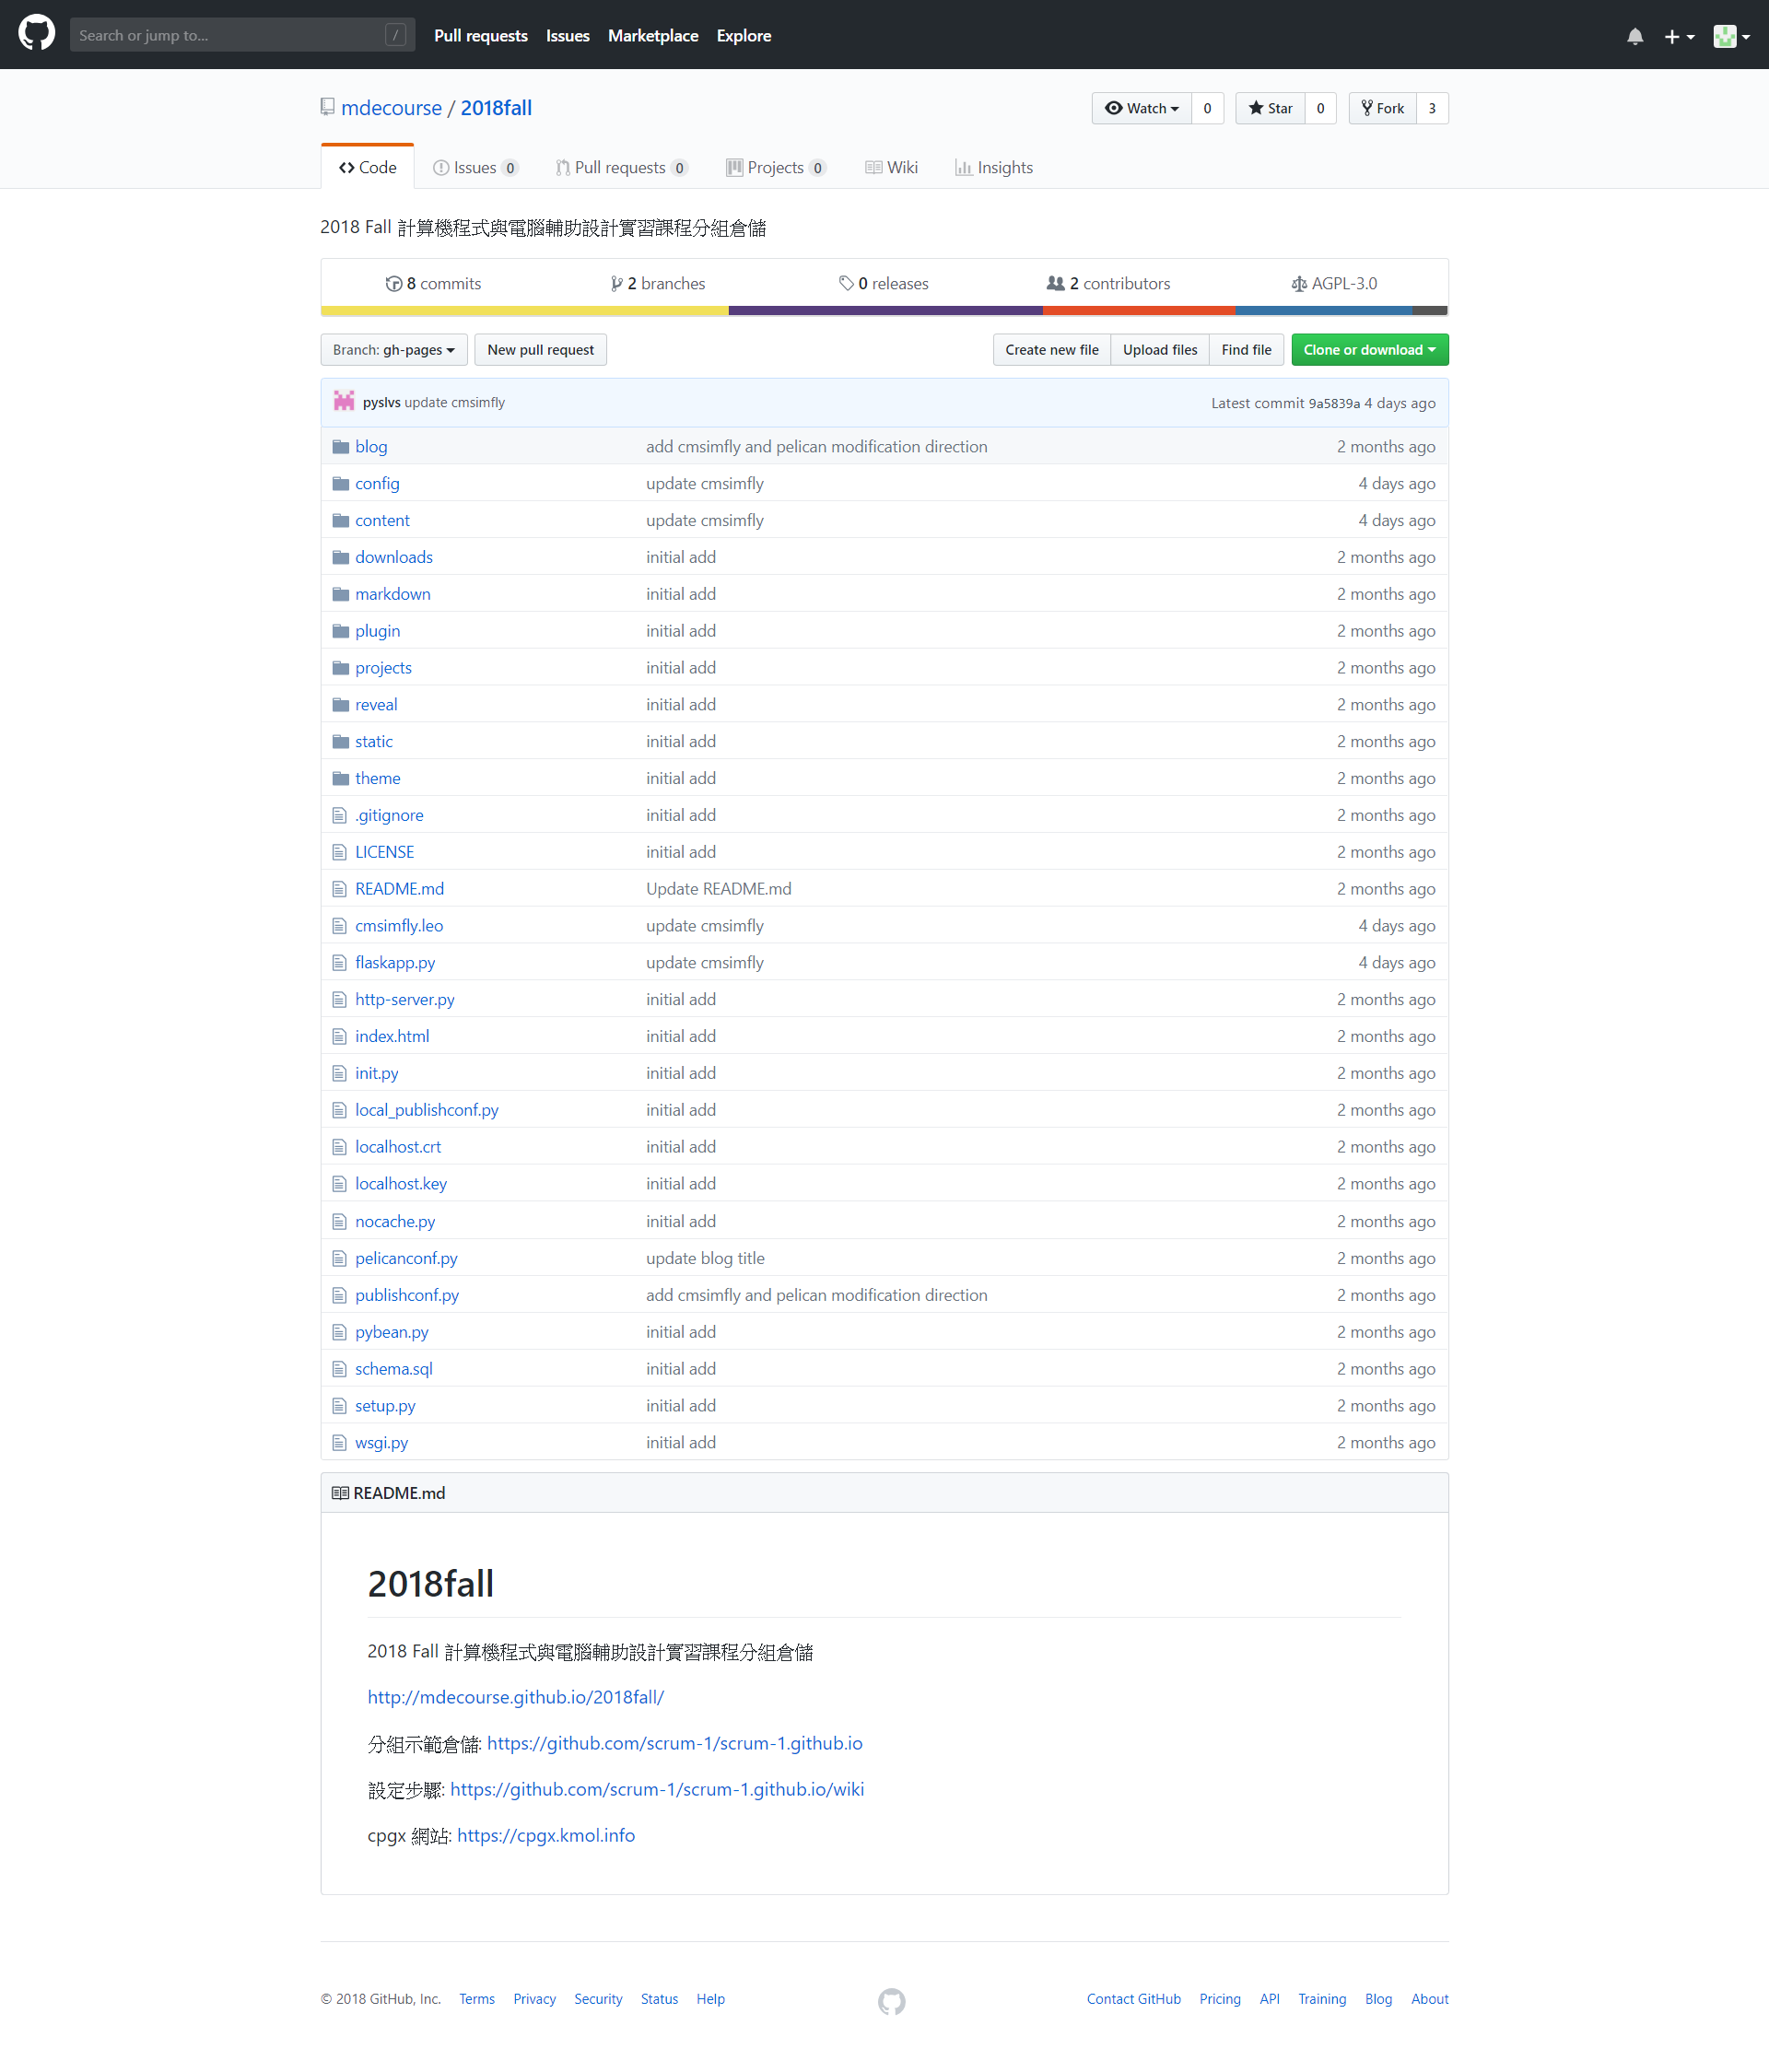 Search or jump to... /
Pull requests Issues Marketplace Explore
mdecourse / 2018fall
Watch 0 Star 0 Fork 3
Code Issues 0 Pull requests 0 Projects 0 Wiki Insights
2018 Fall 計算機程式與電腦輔助設計實習課程分組倉儲
8 commits 2 branches 0 releases 2 contributors AGPL-3.0
Branch: gh-pages New pull request Create new file Upload files Find file Clone or download
pyslvs update cmsimfly Latest commit 9a5839a 4 days ago
blog add cmsimfly and pelican modification direction 2 months ago
config update cmsimfly 4 days ago
content update cmsimfly 4 days ago
downloads initial add 2 months ago
markdown initial add 2 months ago
plugin initial add 2 months ago
projects initial add 2 months ago
reveal initial add 2 months ago
static initial add 2 months ago
theme initial add 2 months ago
.gitignore initial add 2 months ago
LICENSE initial add 2 months ago
README.md Update README.md 2 months ago
cmsimfly.leo update cmsimfly 4 days ago
flaskapp.py update cmsimfly 4 days ago
http-server.py initial add 2 months ago
index.html initial add 2 months ago
init.py initial add 2 months ago
local_publishconf.py initial add 2 months ago
localhost.crt initial add 2 months ago
localhost.key initial add 2 months ago
nocache.py initial add 2 months ago
pelicanconf.py update blog title 2 months ago
publishconf.py add cmsimfly and pelican modification direction 2 months ago
pybean.py initial add 2 months ago
schema.sql initial add 2 months ago
setup.py initial add 2 months ago
wsgi.py initial add 2 months ago
README.md
2018fall
2018 Fall 計算機程式與電腦輔助設計實習課程分組倉儲
http://mdecourse.github.io/2018fall/
分組示範倉儲: https://github.com/scrum-1/scrum-1.github.io
設定步驟: https://github.com/scrum-1/scrum-1.github.io/wiki
cpgx 網站: https://cpgx.kmol.info
© 2018 GitHub, Inc. Terms Privacy Security Status Help Contact GitHub Pricing API Training Blog About